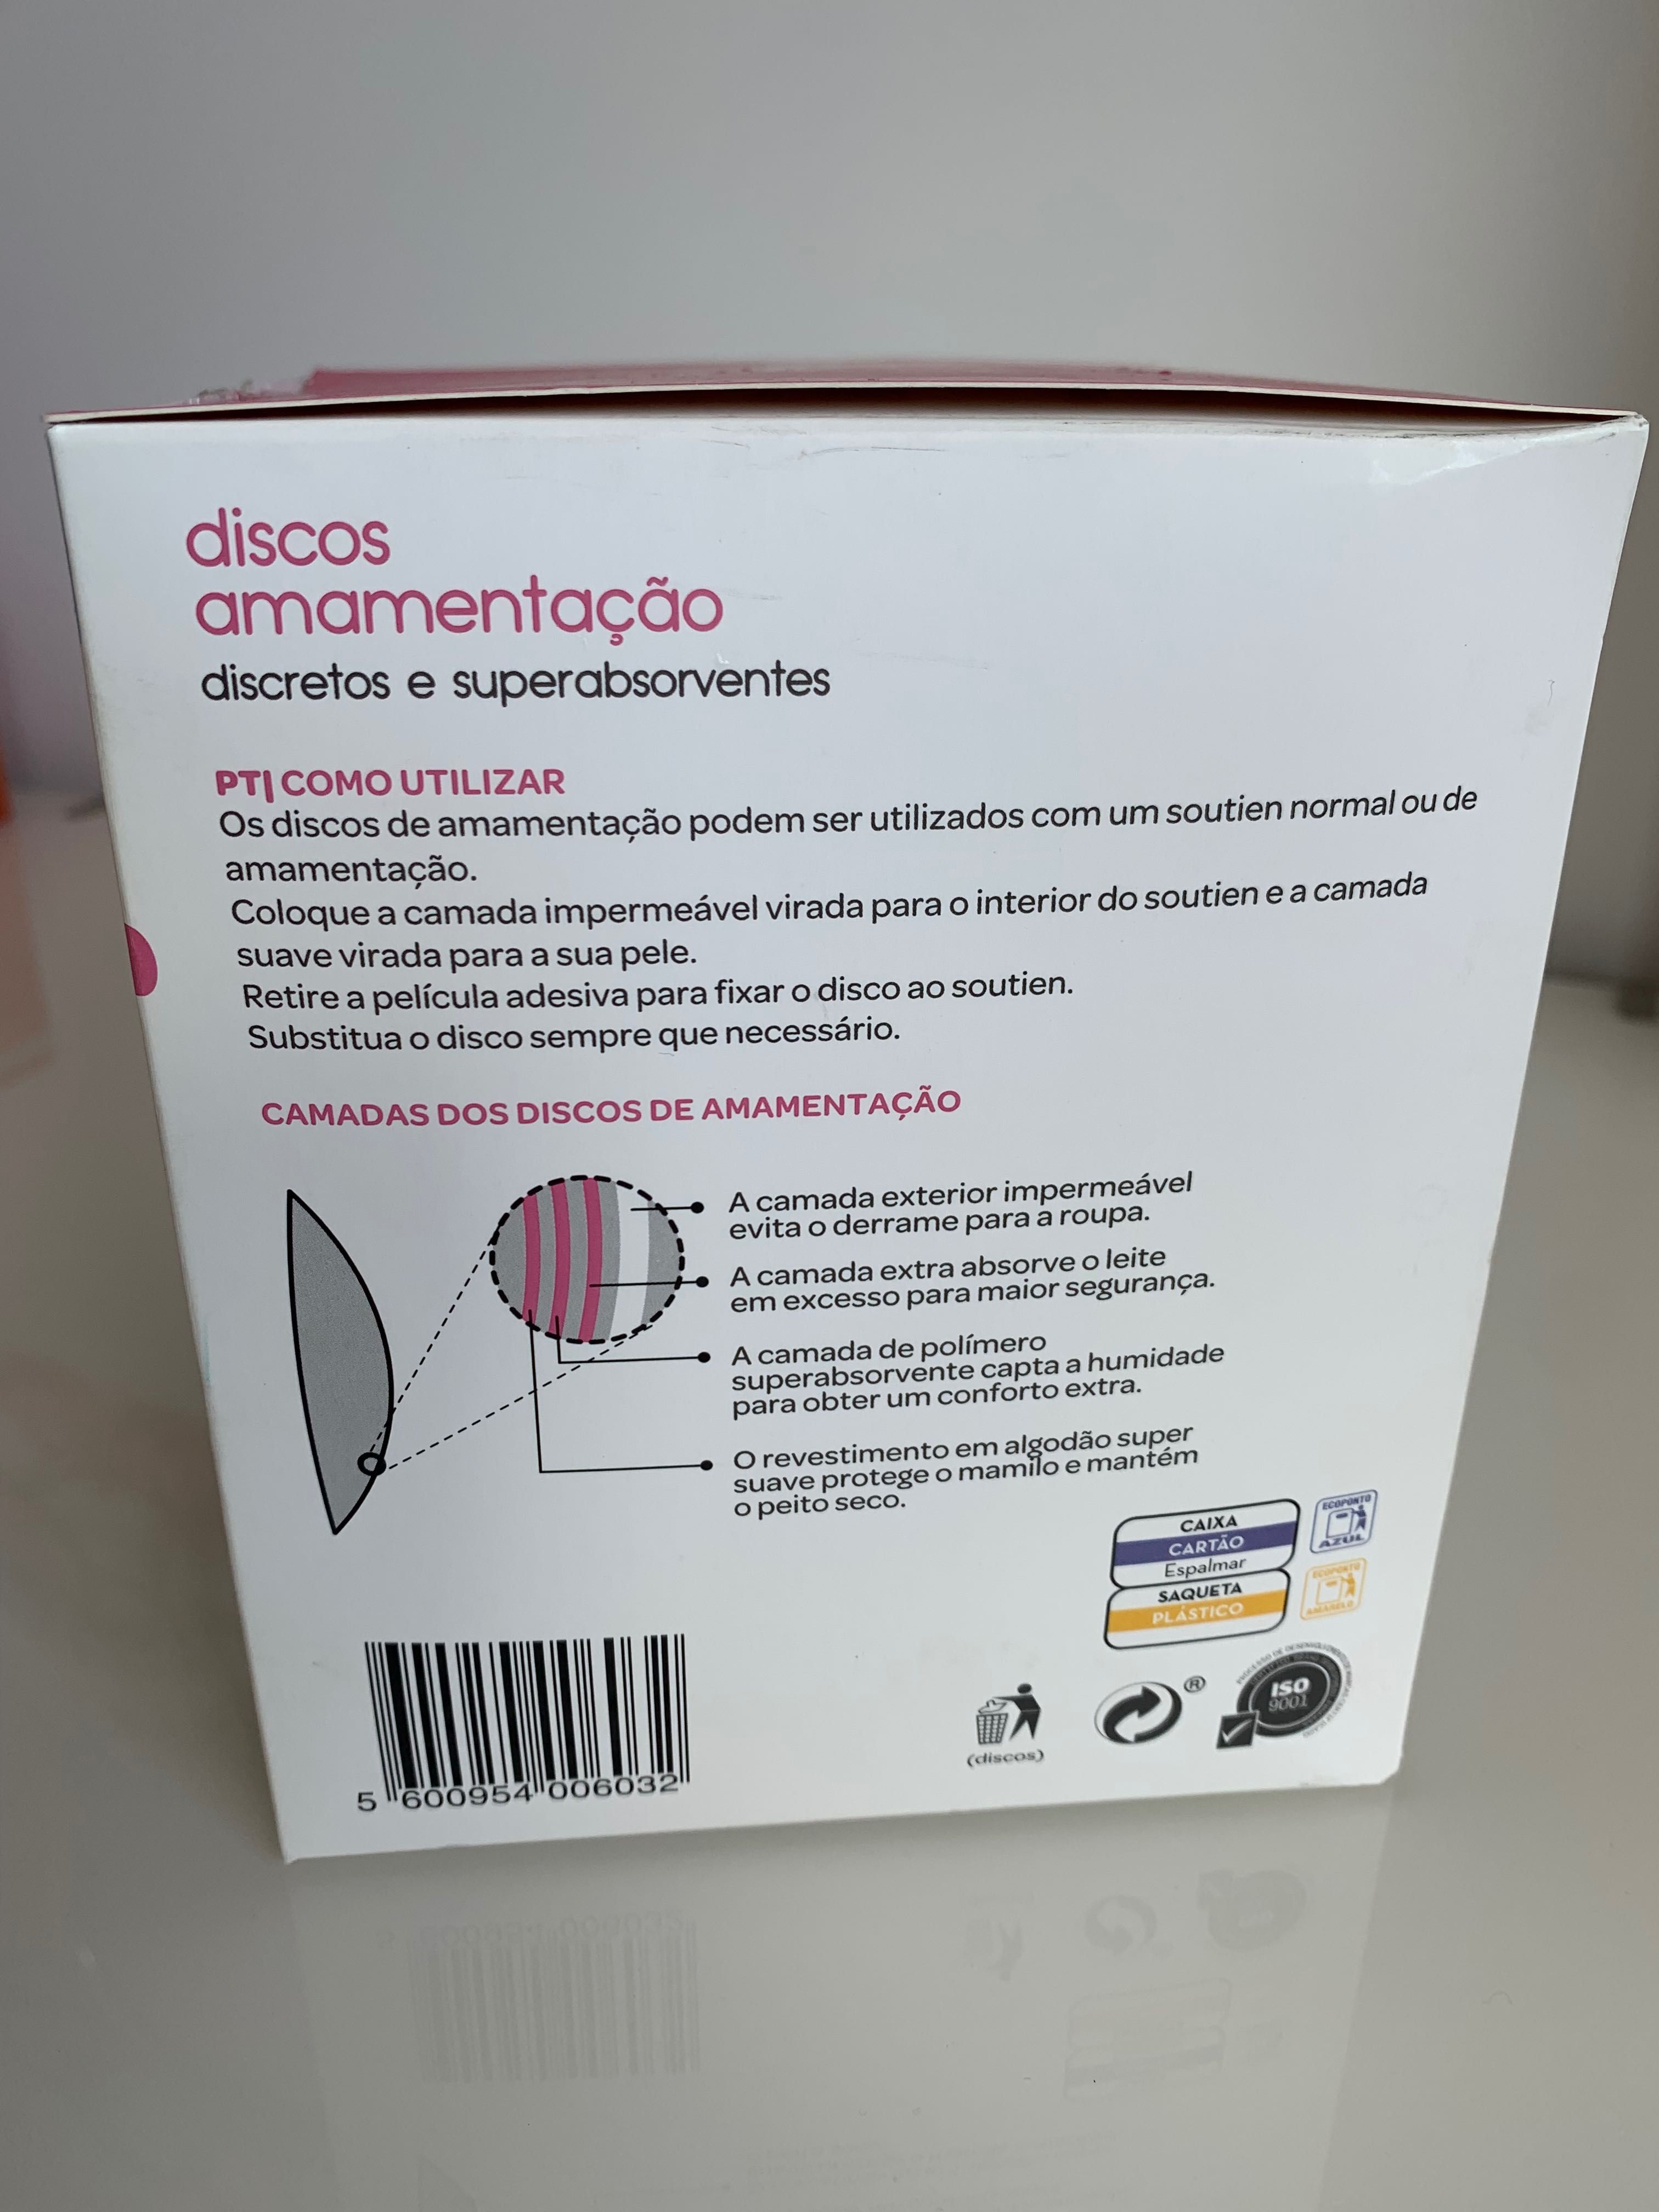 discos
amamentação
discretos e superabsorventes
PT| COMO UTILIZAR
Os discos de amamentação podem ser utilizados com um soutien normal ou de
amamentação.
Coloque a camada impermeável virada para o interior do soutien e a camada
suave virada para a sua pele.
Retire a película adesiva para fixar o disco ao soutien.
Substitua o disco sempre que necessário.
CAMADAS DOS DISCOS DE AMAMENTAÇÃO
A camada exterior impermeável
evita o derrame para a roupa.
A camada extra absorve o leite
em excesso para maior segurança.
A camada de polímero
superabsorvente capta a humidade
para obter um conforto extra.
O revestimento em algodão super
suave protege o mamilo e mantém
o peito seco.
CAIXA
CARTÃO
Espalmar
ECOPONTO
AZUL
SAQUETA
PLÁSTICO
ECOPONTO
AMARELO
(discos)
®
ISO
9001
5 600954 006032